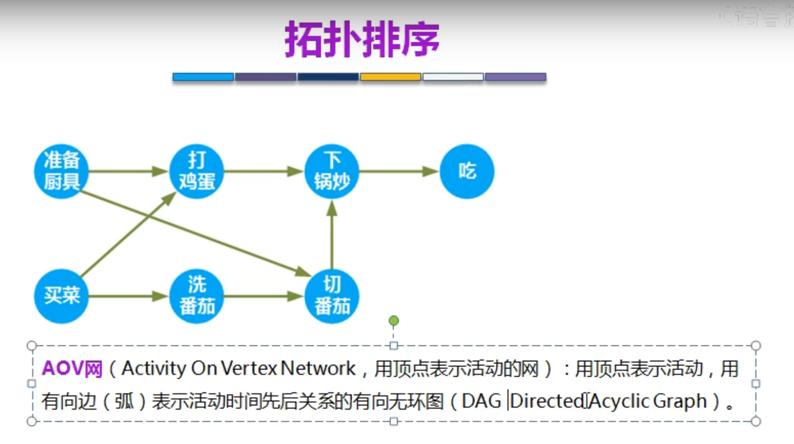 拓扑排序
准备
厨具
打
鸡蛋
下
锅炒
吃
买菜
洗
番茄
切
番茄
AOV网（Activity On Vertex Network，用顶点表示活动的网）：用顶点表示活动，用
有向边（弧）表示活动时间先后关系的有向无环图（DAG Directed Acyclic Graph）。